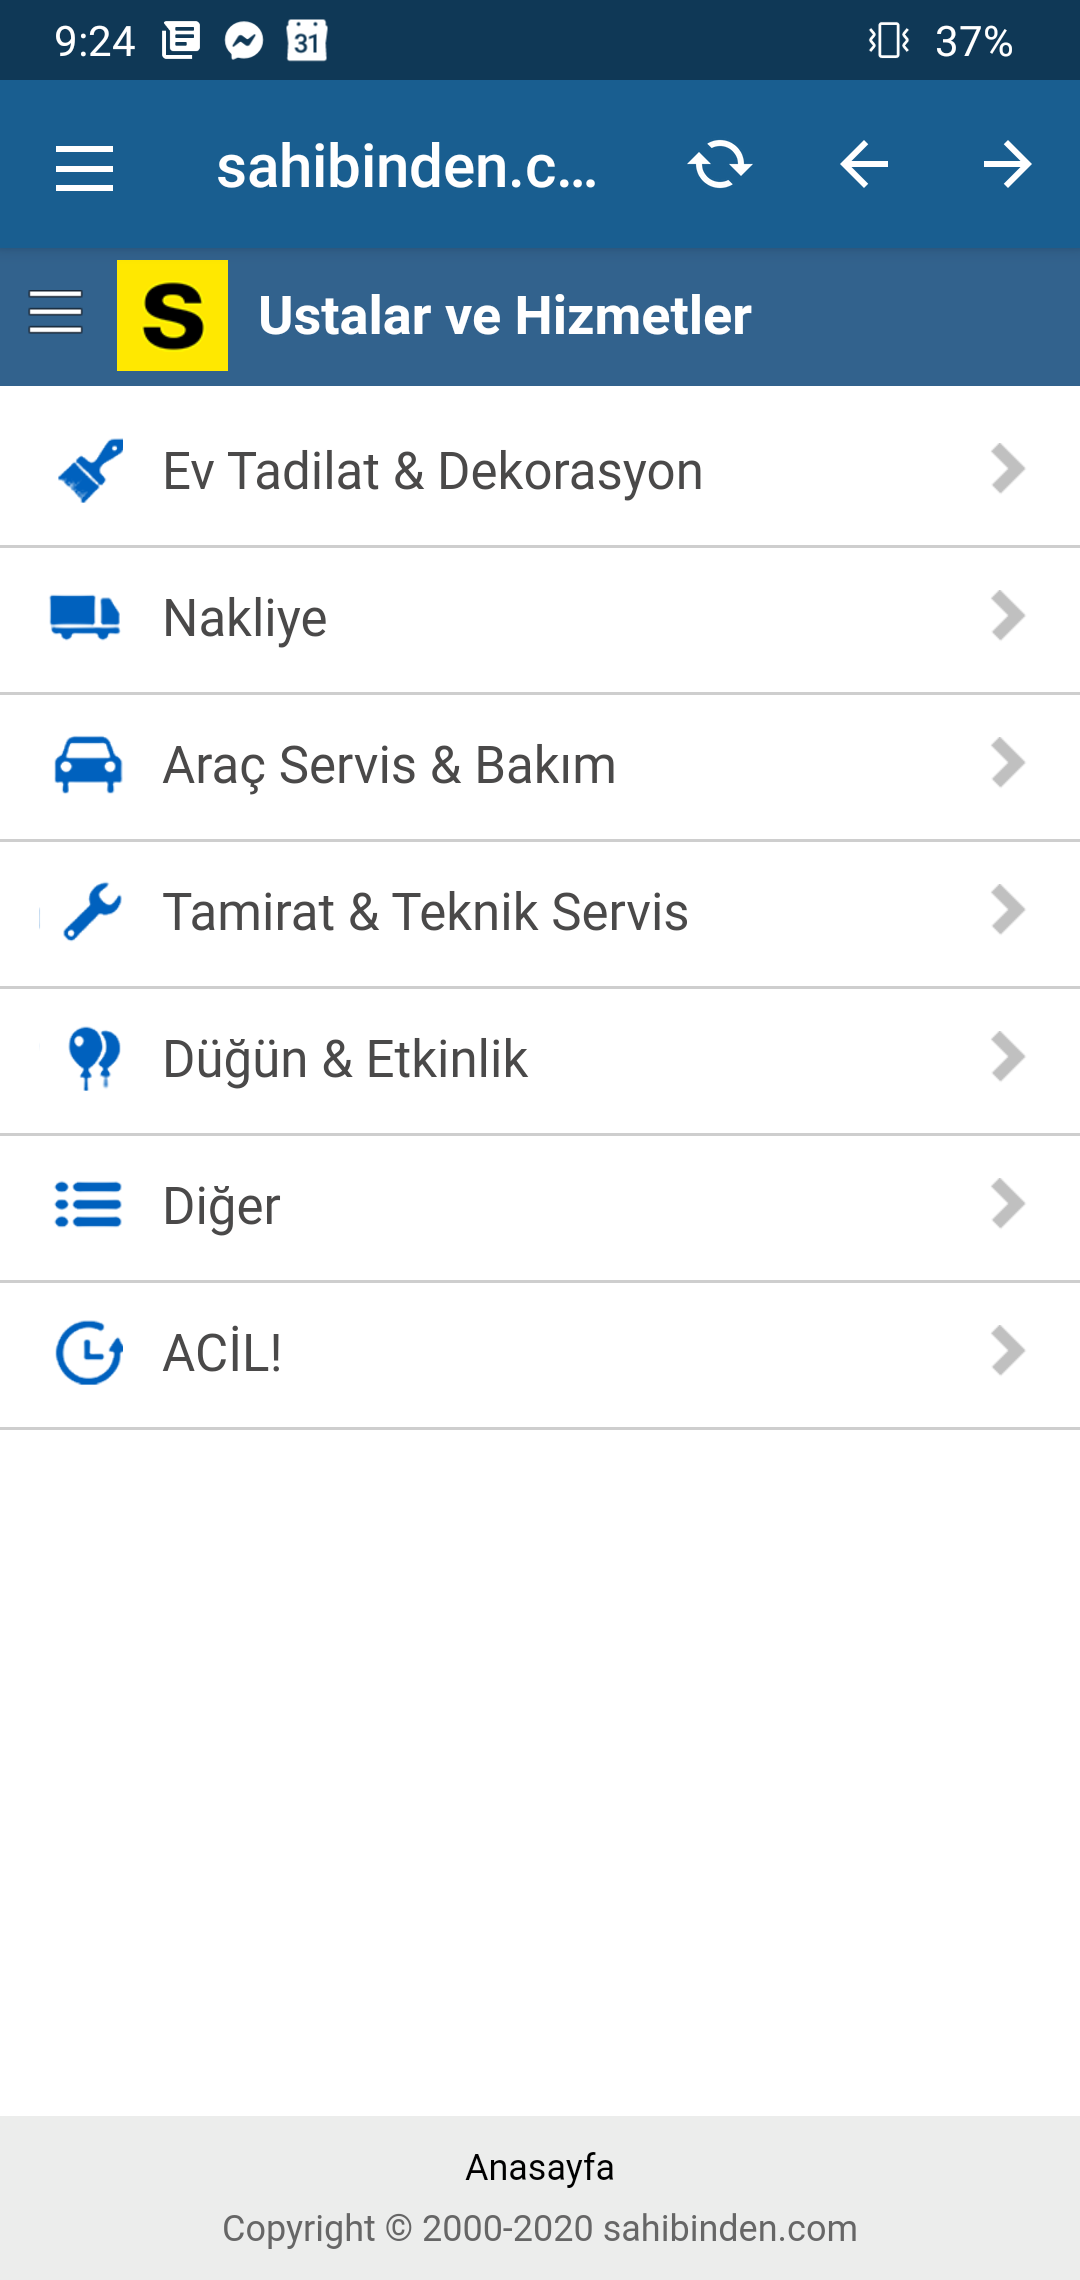 9:24
31
37%
sahibinden.c...
S
Ustalar ve Hizmetler
Ev Tadilat & Dekorasyon
Nakliye
Araç Servis & Bakım
Tamirat & Teknik Servis
Düğün & Etkinlik
Diğer
ACİL!
Anasayfa
Copyright © 2000-2020 sahibinden.com